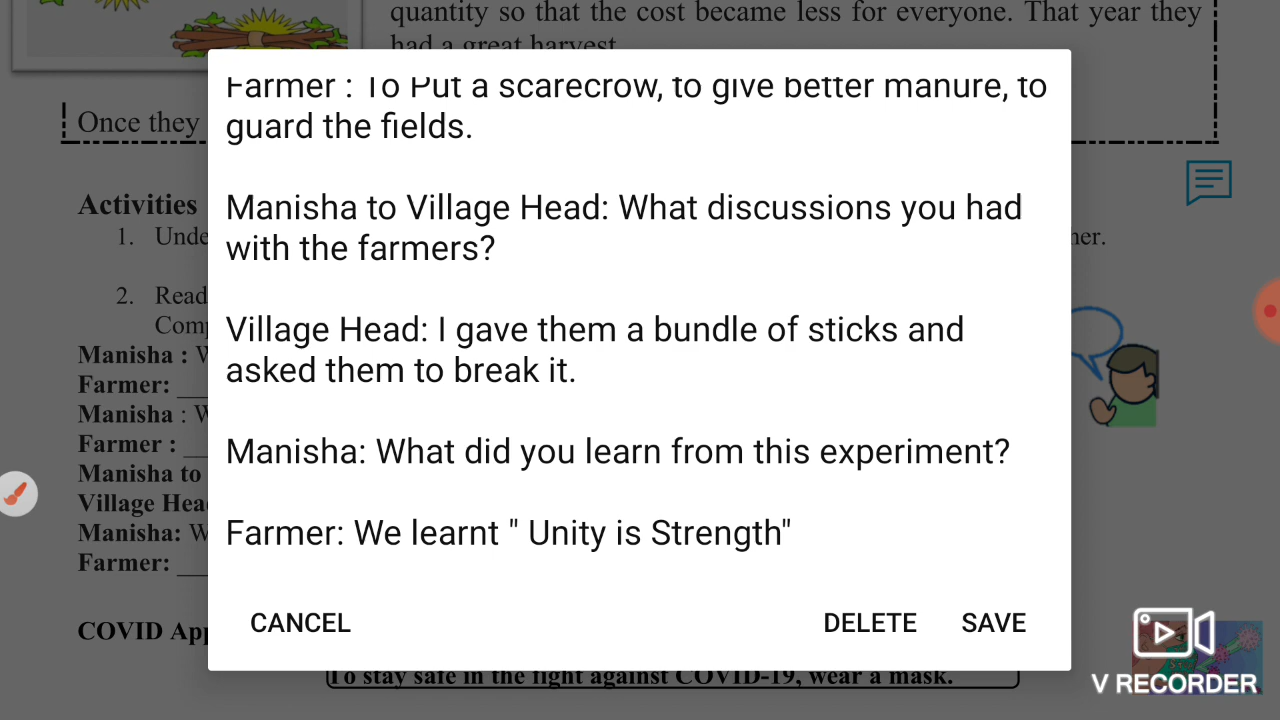 quantity so that the cost became less for everyone. That year they
had a great harvest
Farmer : To Put a scarecrow, to give better manure, to
guard the fields.
Once they
Manisha to Village Head: What discussions you had
with the farmers?
Activities
1. Unde
ner.
2. Read
Comp
Village Head: I gave them a bundle of sticks and
asked them to break it.
Manisha : W
Farmer:
Manisha : W
Farmer :
Manisha to
Village Hea
Manisha: W
Farmer:
Manisha: What did you learn from this experiment?
Farmer: We learnt " Unity is Strength"
CANCEL DELETE SAVE
COVID App
To stay safe in the fight against COVID-19, wear a mask.
V RECORDER